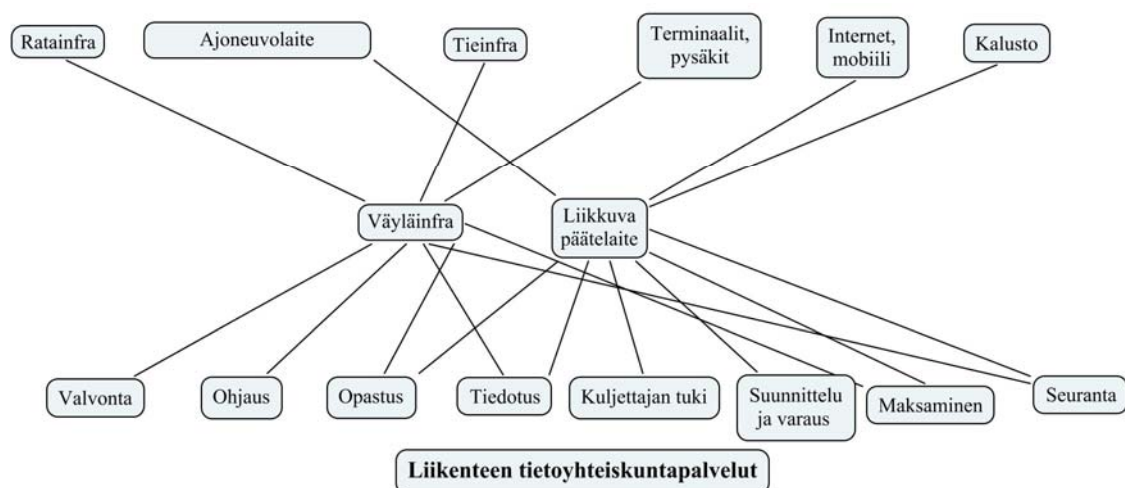 Ratainfra
Ajoneuvolaite
Tieinfra
Terminaalit,
pysäkit
Internet,
mobiili
Kalusto
Väyläinfra
Liikkuva
päätelaite
Valvonta
Ohjaus
Opastus
Tiedotus
Kuljettajan tuki
Suunnittelu
ja varaus
Maksaminen
Seuranta
Liikenteen tietoyhteiskuntapalvelut